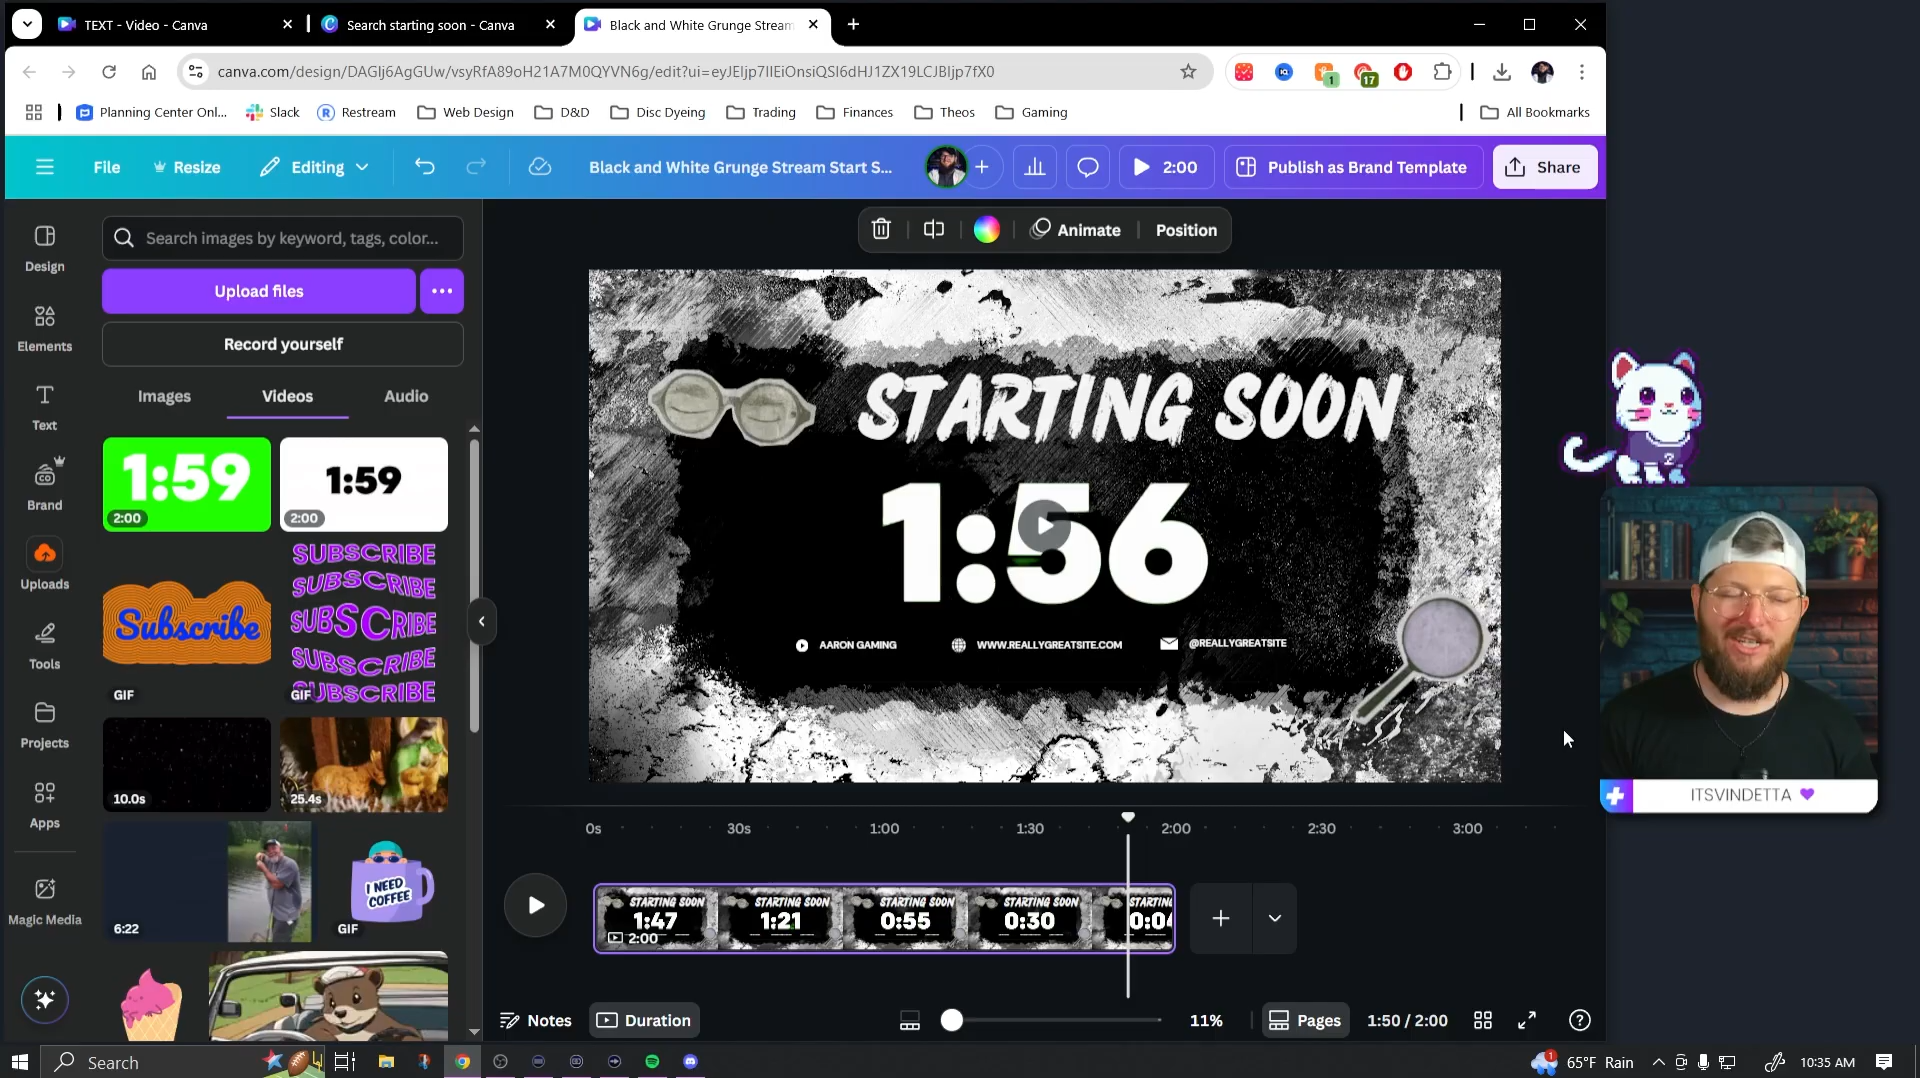 TEXT - Video - Canva
Search starting soon - Canva
Black and White Grunge Stream
canva.com/design/DAGIj6AgGUw/vsyRfA89oH21A7M0QYVN6g/edit?ui=eyJEIjp7IlEiOnsiQSI6dHJ1ZX19LCJBIjp7fX0
1
17
Planning Center Onl...
Slack
Restream
Web Design
D&D
Disc Dyeing
Trading
Finances
Theos
Gaming
All Bookmarks
File
Resize
Editing
Black and White Grunge Stream Start S...
2:00
Publish as Brand Template
Share
Design
Elements
Text
Brand
Uploads
Tools
Projects
Apps
Magic Media
Search images by keyword, tags, color...
Upload files
Record yourself
Images
Videos
Audio
1:59
2:00
1:59
2:00
Subscribe
GIF
SUBSCRIBE
SUBSCRIBE
SUBSCRIBE
SUBSCRIBE
SUBSCRIBE
GIF
10.0s
25.4s
6:22
I NEED
COFFEE
GIF
Animate
Position
STARTING SOON
1:56
AARON GAMING
WWW.REALLYGREATSITE.COM
@REALLYGREATSITE
2
ITSVINDETTA
0s
30s
1:00
1:30
2:00
2:30
3:00
STARTING SOON
1:47
2:00
STARTING SOON
1:21
STARTING SOON
0:55
STARTING SOON
0:30
STARTING
0:04
Notes
Duration
11%
Pages
1:50 / 2:00
Search
1
65°F Rain
10:35 AM